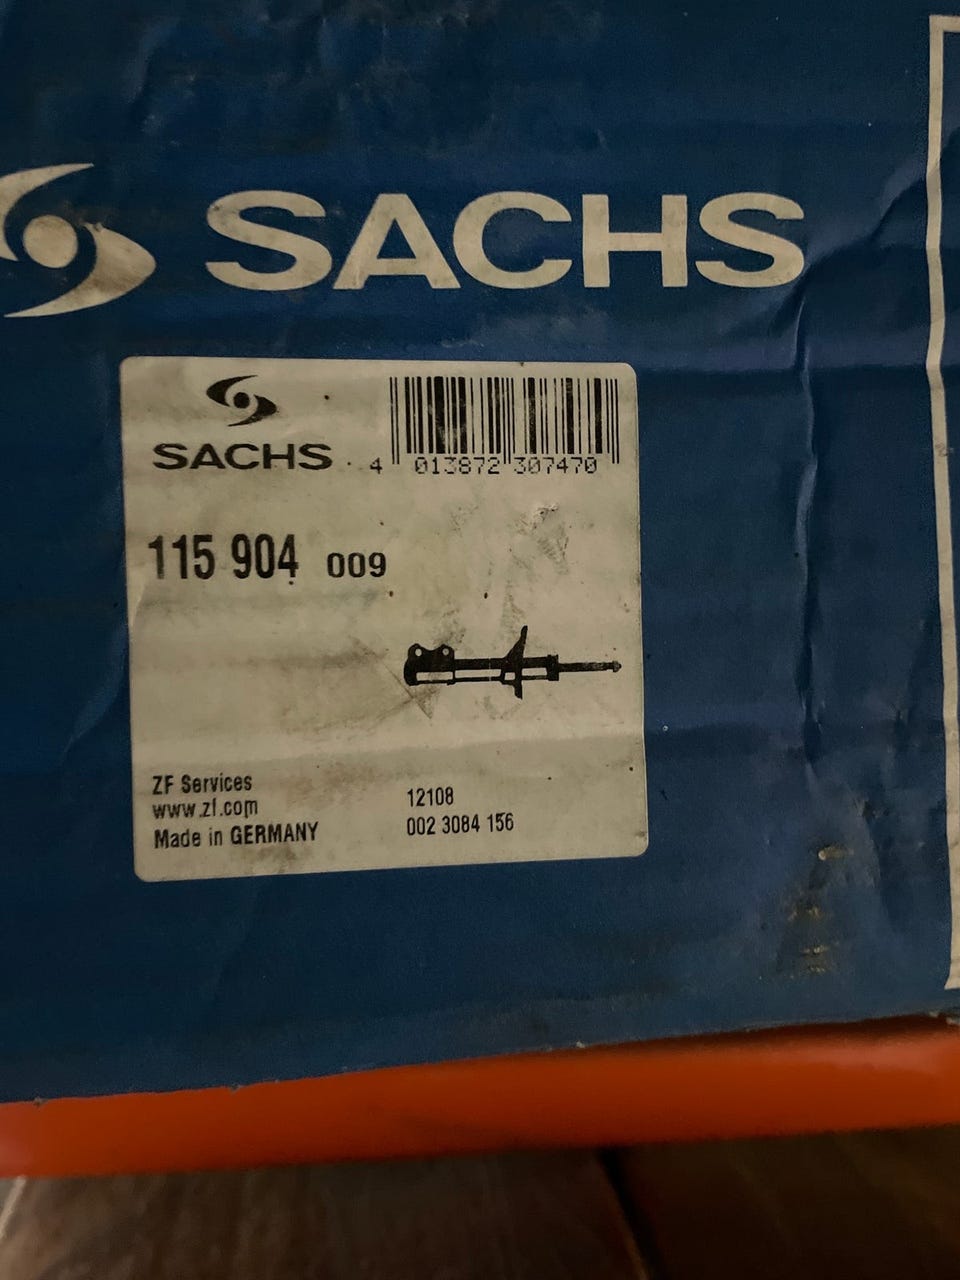 SACHS
SACHS
4 013872 307470
115 904 009
ZF Services
www.zf.com
Made in GERMANY
12108
002 3084 156